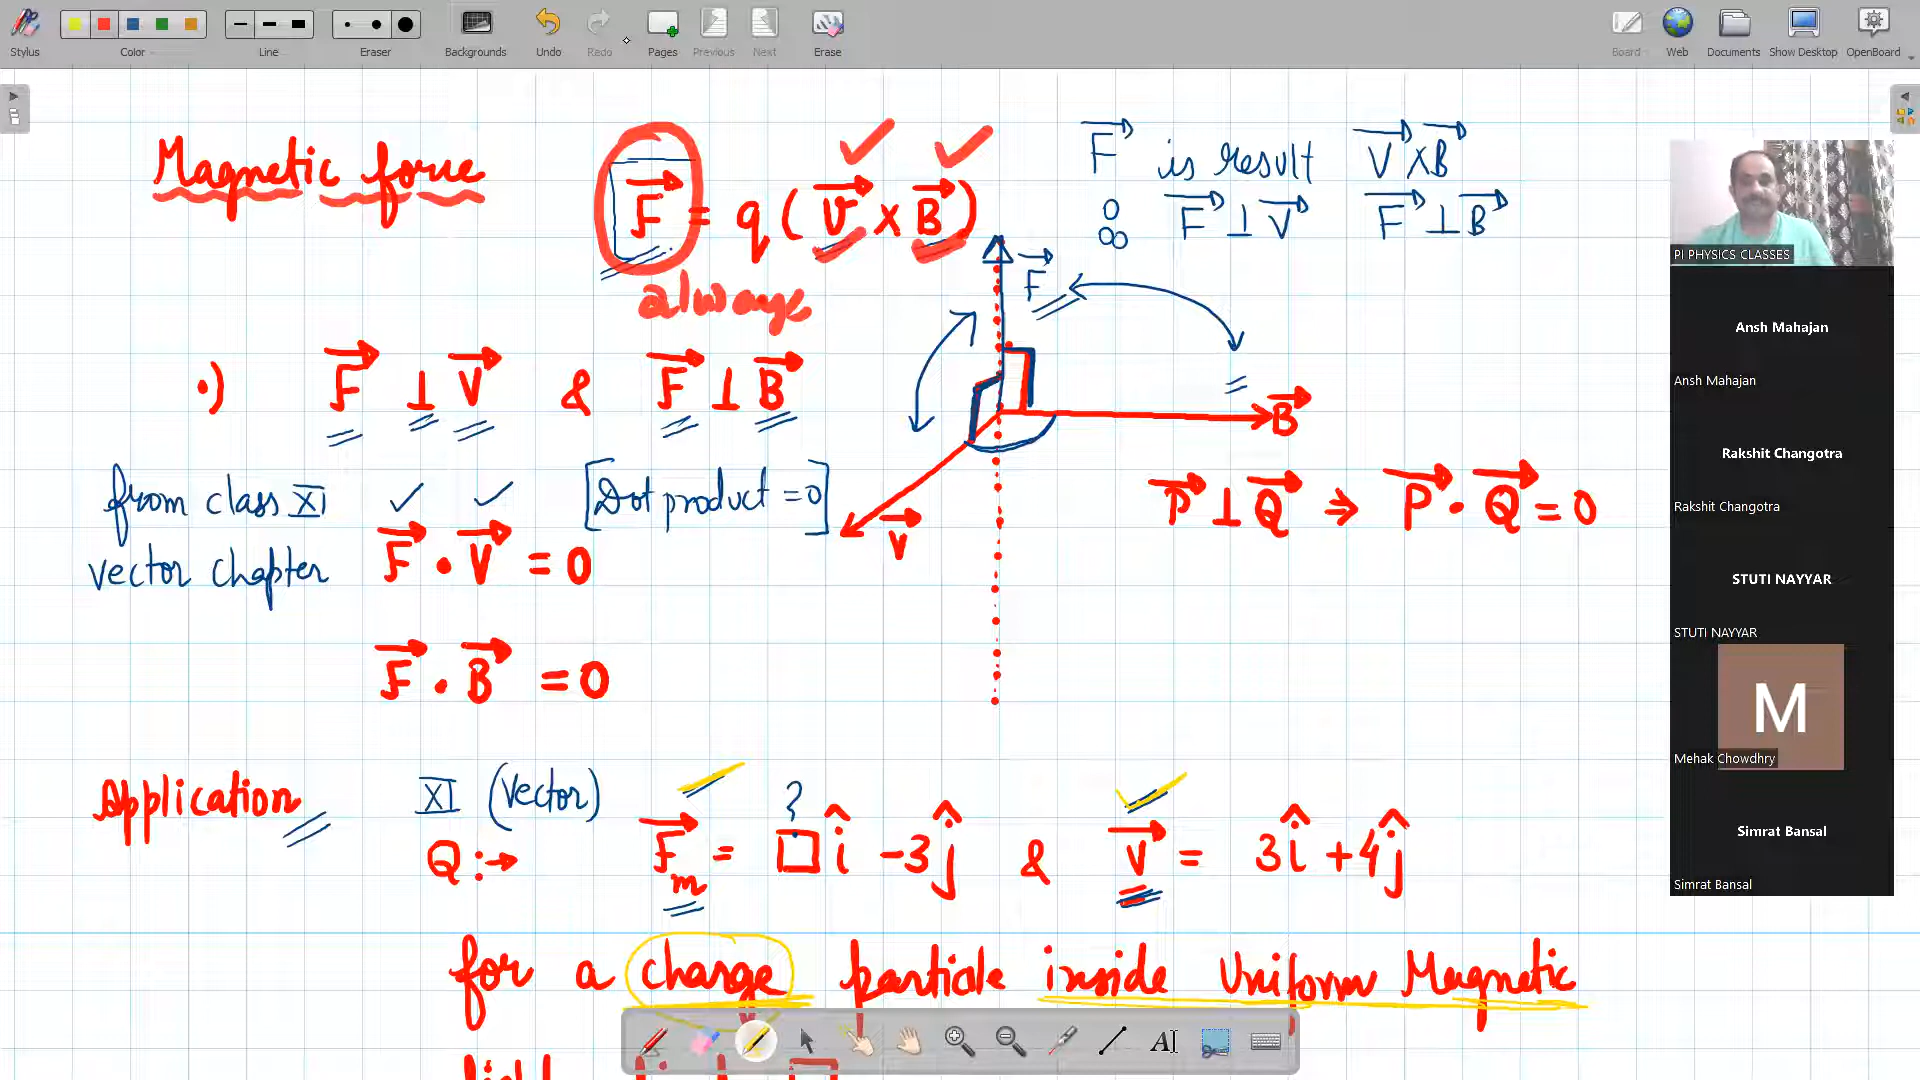 Stylus Color Line Eraser Backgrounds Undo Redo Pages Previous Next Erase Board Web Documents Show Desktop OpenBoard
Magnetic force
F = q ( V × B )
always
F is result V × B
F ⊥ V F ⊥ B
F
B
V
•) F ⊥ V & F ⊥ B
from class XI
vector chapter
[Dot product = 0]
F . V = 0
F . B = 0
P ⊥ Q ⇒ P . Q = 0
Application
XI (Vector)
?
Q:→ Fm = □ î - 3 ĵ & V = 3î + 4ĵ
for a charge particle inside Uniform Magnetic
PI PHYSICS CLASSES
Ansh Mahajan
Ansh Mahajan
Rakshit Changotra
Rakshit Changotra
STUTI NAYYAR
STUTI NAYYAR
M
Mehak Chowdhry
Simrat Bansal
Simrat Bansal